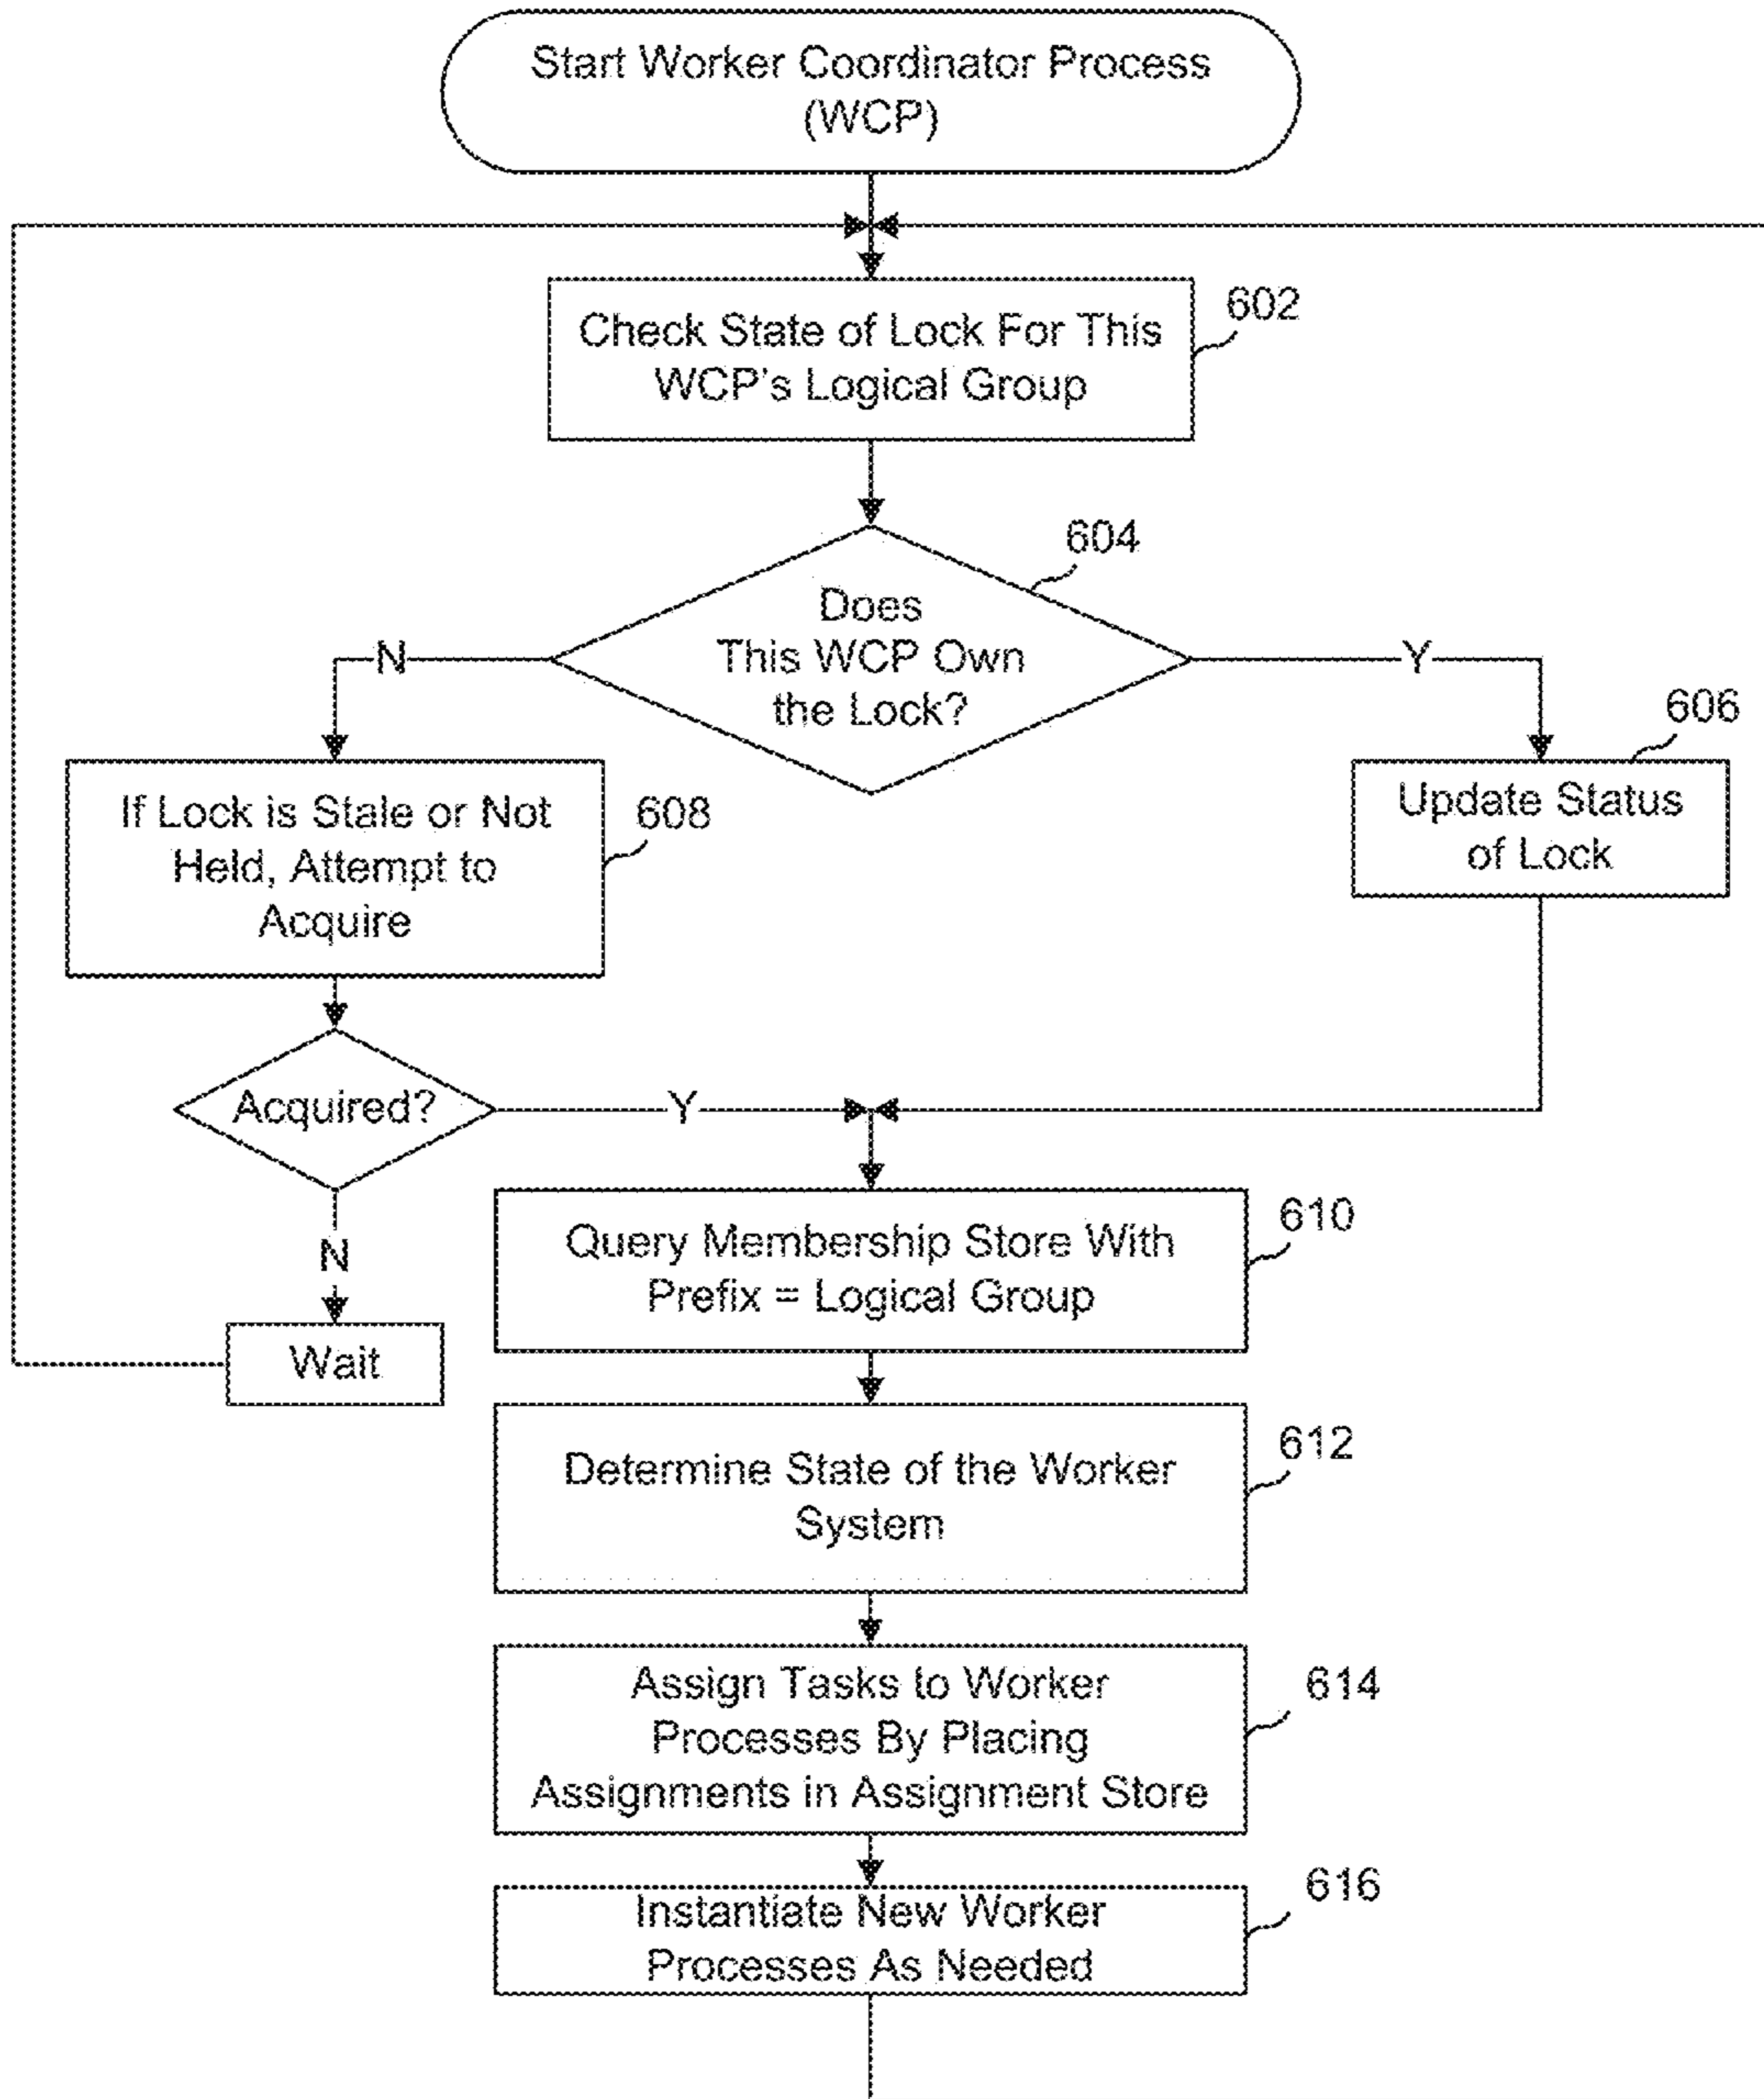 Start Worker Coordinator Process
(WCP)
602
Check State of Lock For This
WCP's Logical Group
604
Does
This WCP Own
the Lock?
N
Y
606
If Lock is Stale or Not
Held, Attempt to
Acquire
608
Update Status
of Lock
Acquired?
Y
N
Wait
610
Query Membership Store With
Prefix = Logical Group
612
Determine State of the Worker
System
614
Assign Tasks to Worker
Processes By Placing
Assignments in Assignment Store
616
Instantiate New Worker
Processes As Needed